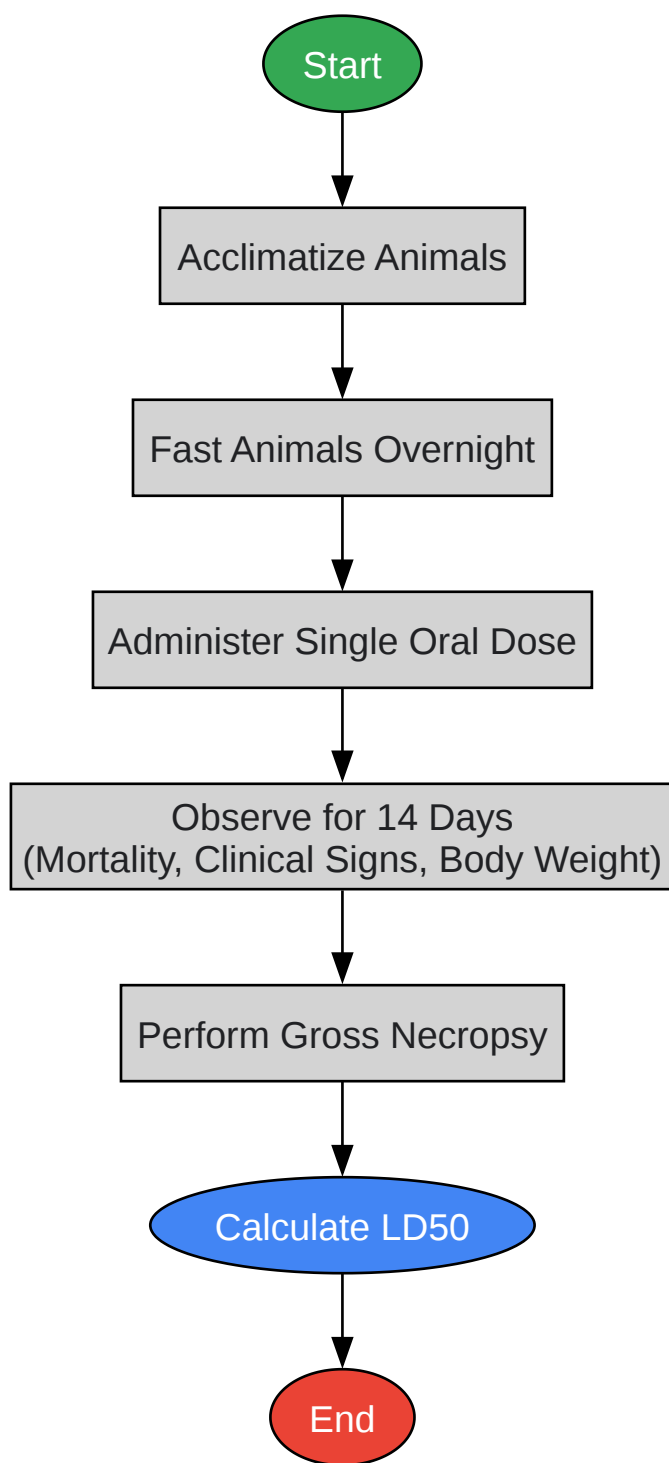 Start
Acclimatize Animals
Fast Animals Overnight
Administer Single Oral Dose
Observe for 14 Days
(Mortality, Clinical Signs, Body Weight)
Perform Gross Necropsy
Calculate LD50
End